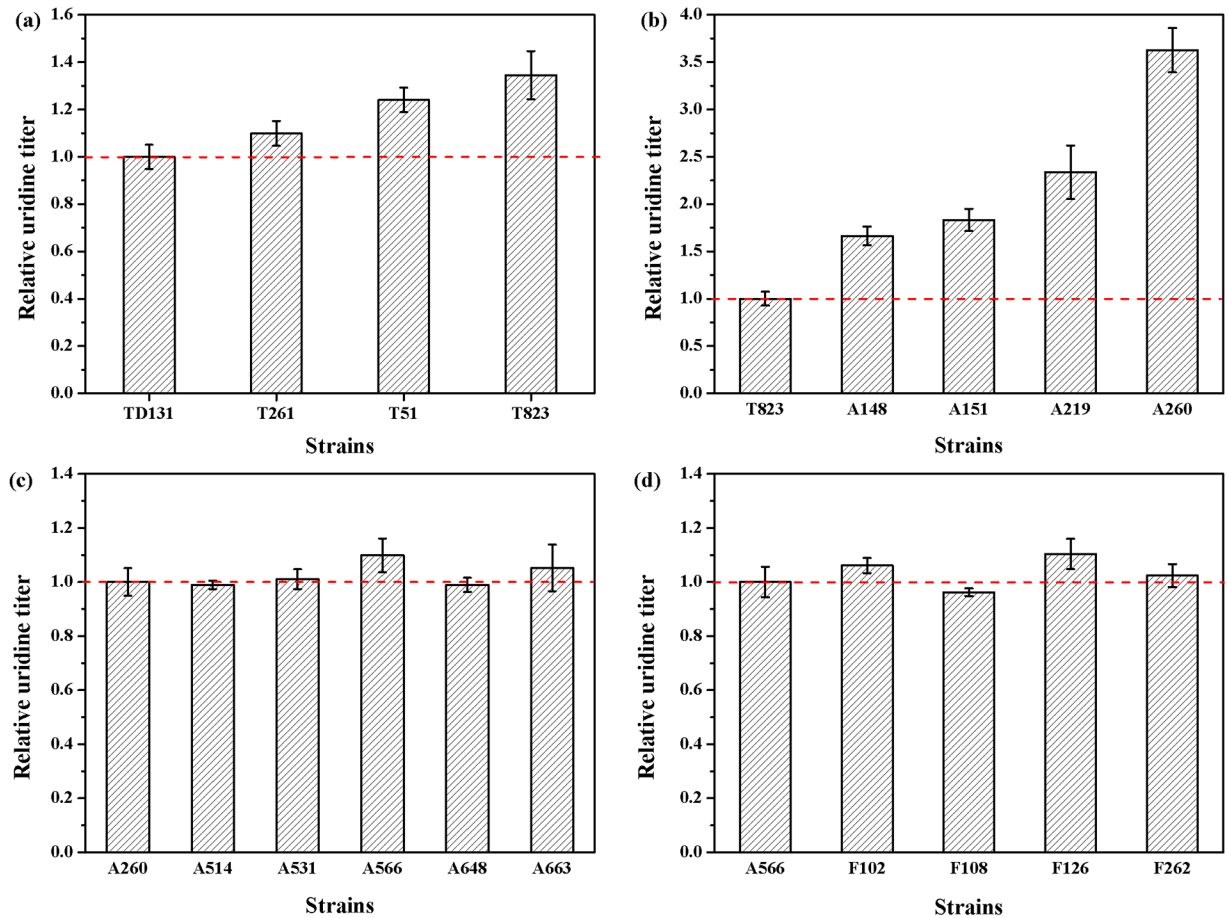 (a)
Relative uridine titer
1.6
1.4
1.2
1.0
0.8
0.6
0.4
0.2
0.0
TD131 T261 T51 T823
Strains
(b)
Relative uridine titer
4.0
3.5
3.0
2.5
2.0
1.5
1.0
0.5
0.0
T823 A148 A151 A219 A260
Strains
(c)
Relative uridine titer
1.4
1.2
1.0
0.8
0.6
0.4
0.2
0.0
A260 A514 A531 A566 A648 A663
Strains
(d)
Relative uridine titer
1.4
1.2
1.0
0.8
0.6
0.4
0.2
0.0
A566 F102 F108 F126 F262
Strains